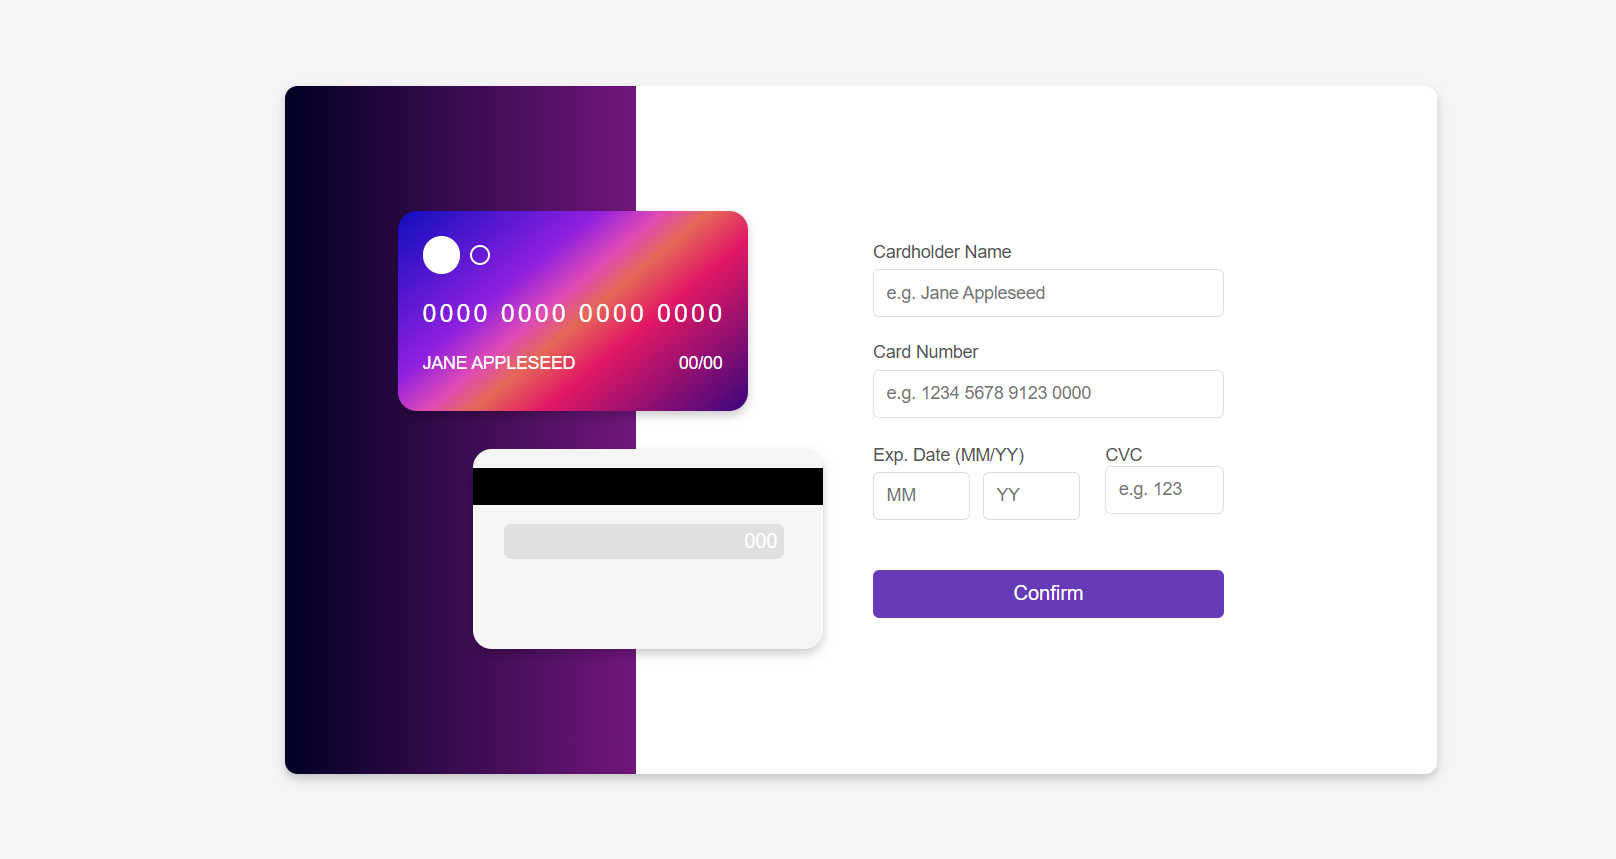 0000 0000 0000 0000
JANE APPLESEED 00/00
000
Cardholder Name
e.g. Jane Appleseed
Card Number
e.g. 1234 5678 9123 0000
Exp. Date (MM/YY) CVC
MM YY e.g. 123
Confirm